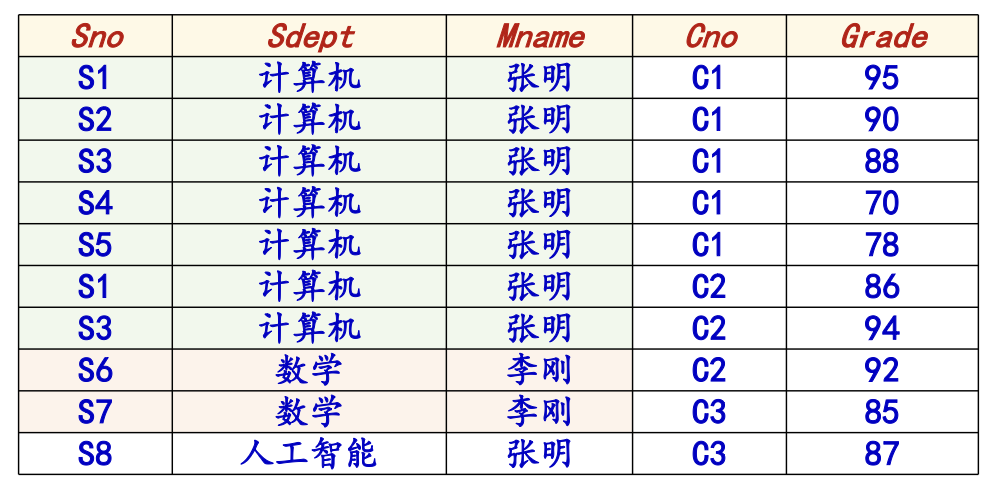 Sno Sdept Mname Cno Grade
S1 计算机 张明 C1 95
S2 计算机 张明 C1 90
S3 计算机 张明 C1 88
S4 计算机 张明 C1 70
S5 计算机 张明 C1 78
S1 计算机 张明 C2 86
S3 计算机 张明 C2 94
S6 数学 李刚 C2 92
S7 数学 李刚 C3 85
S8 人工智能 张明 C3 87